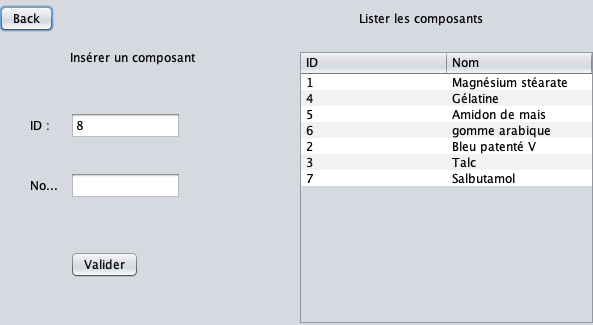 Back
Lister les composants
Insérer un composant
ID Nom
1 Magnésium stéarate
4 Gélatine
5 Amidon de mais
6 gomme arabique
2 Bleu patenté V
3 Talc
7 Salbutamol
ID : 8
No...
Valider